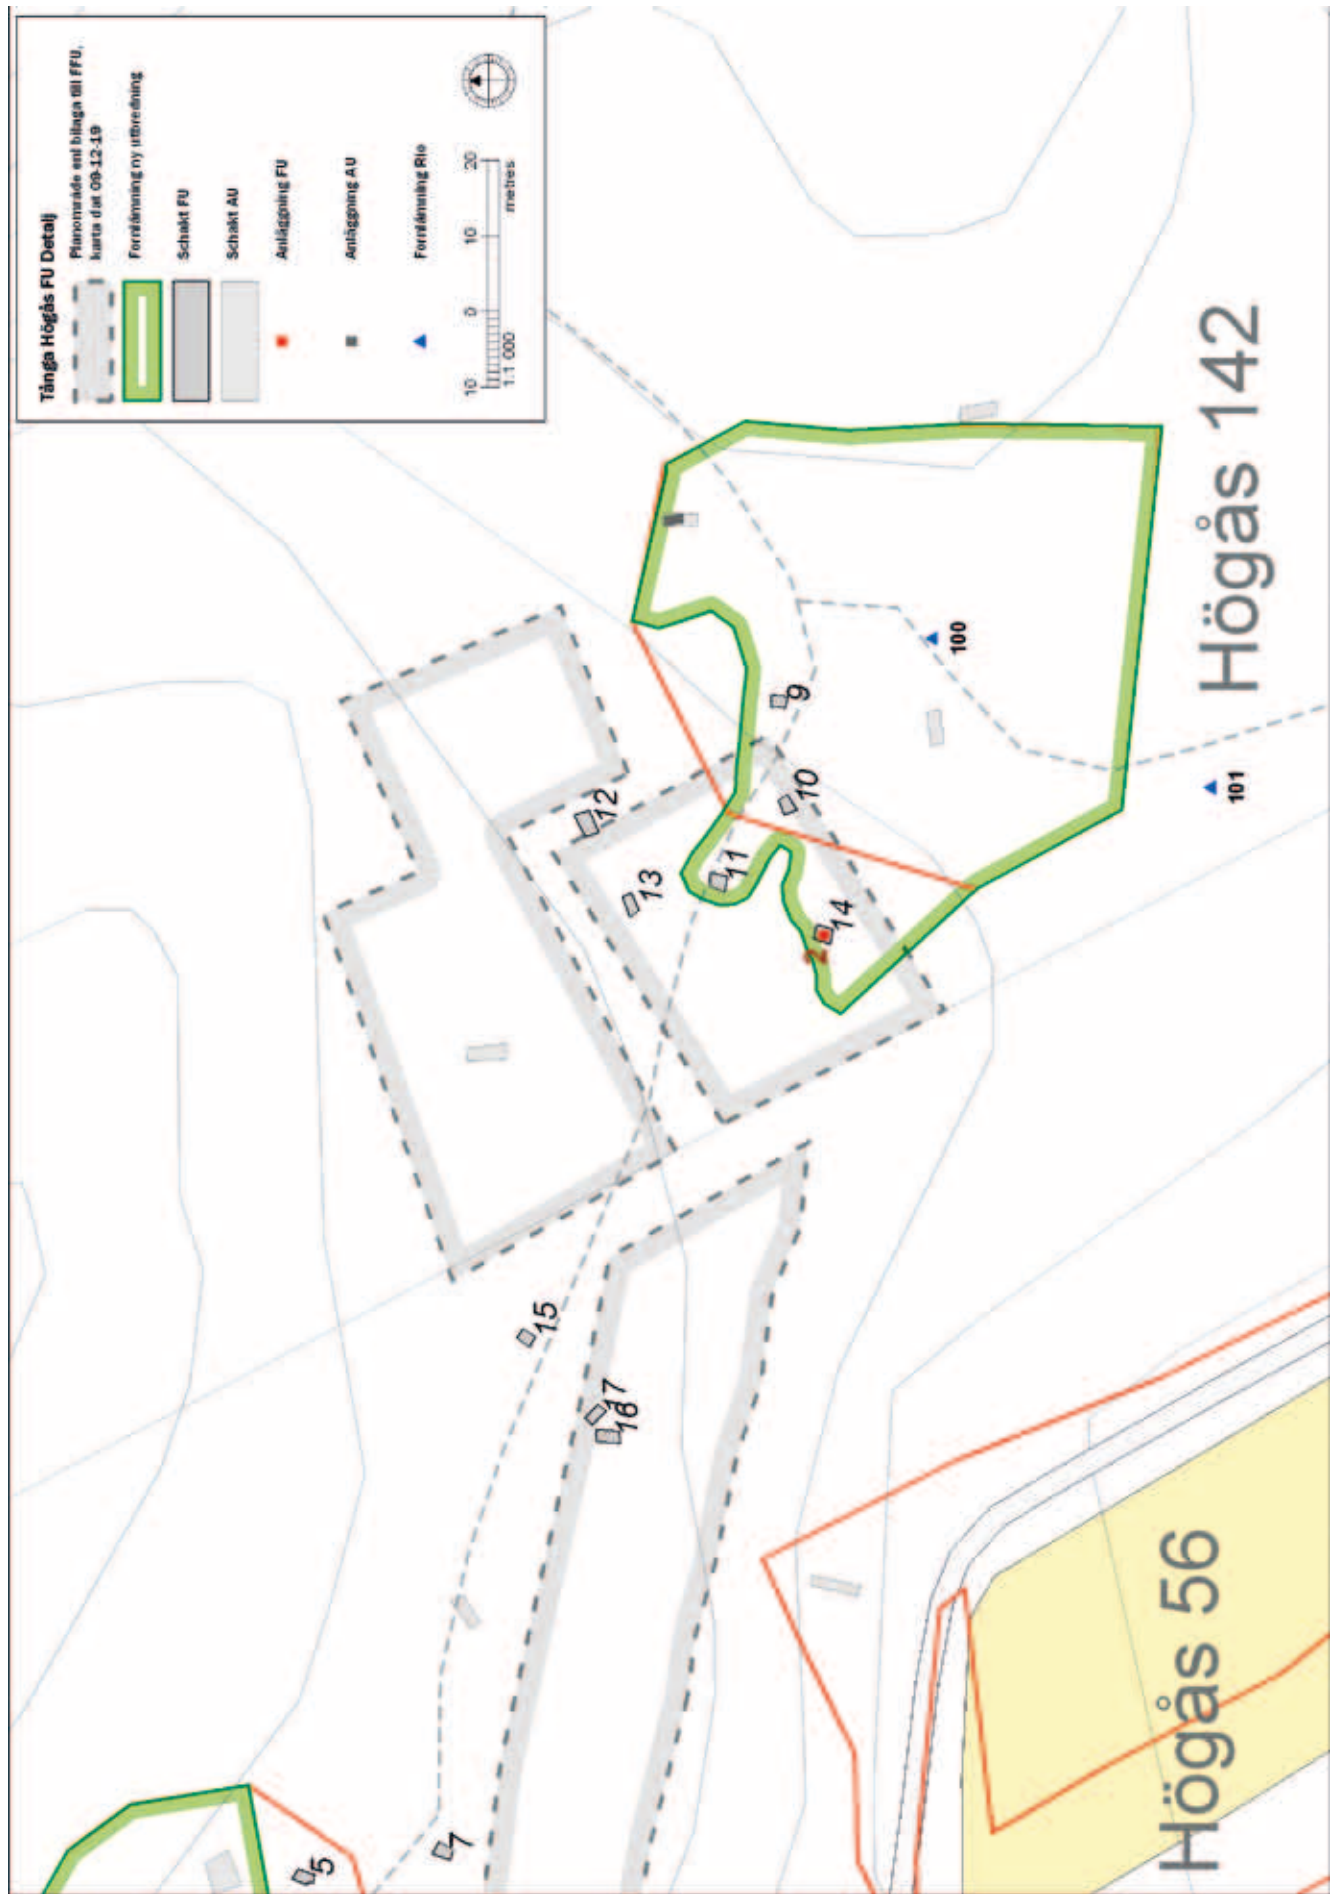 Tånga Högås FU Detalj
Planområde enl bilaga till FFU,
karta dat 09-12-19
Fornlämning ny utbredning
Schakt FU
Schakt AU
Anläggning FU
Anläggning AU
Fornlämning Rio
10 0 10 20
1:1 000 metres
12
13
11
10
9
14
2
15
17
16
7
5
100
101
Högås 142
Högås 56